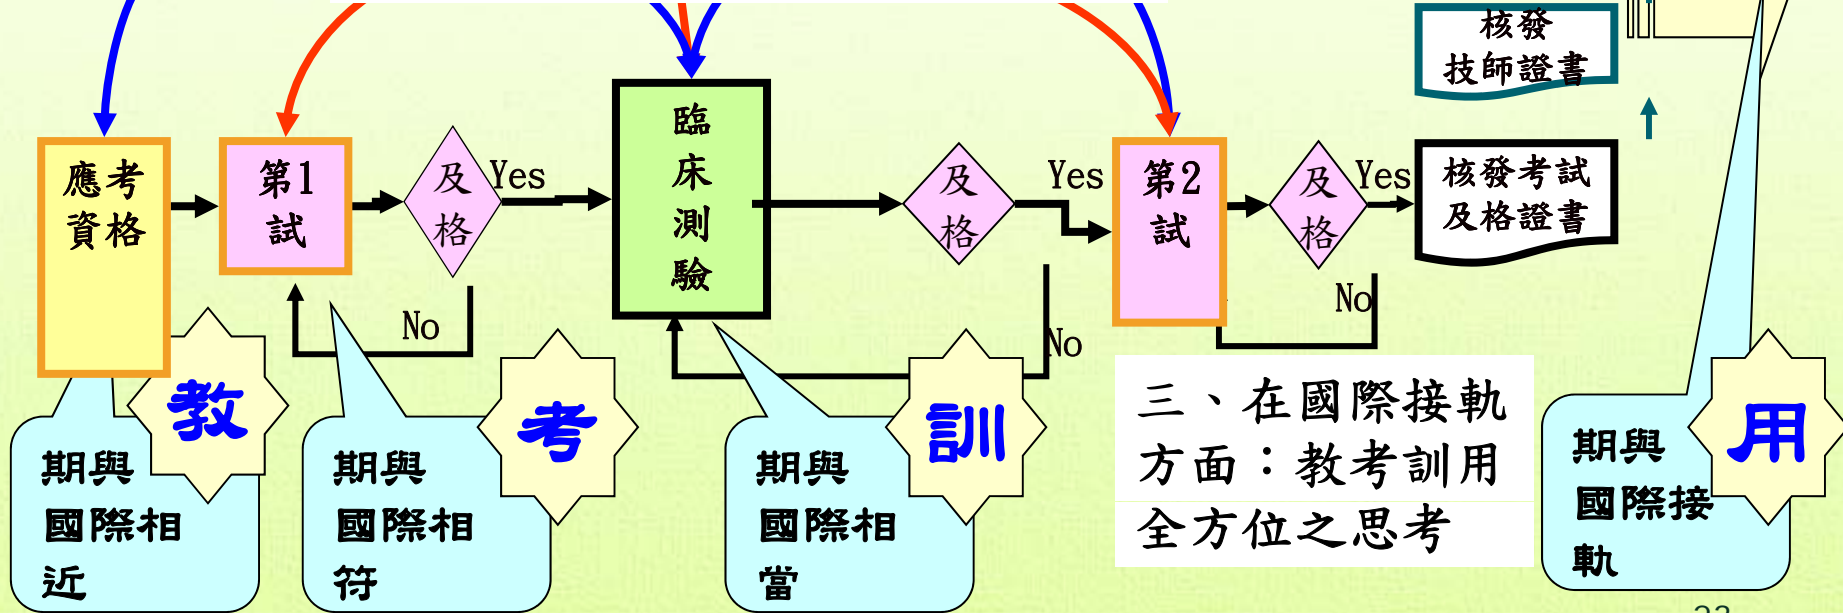 核發
技師證書
應考
資格
第1
試
及
格
Yes
No
臨
床
測
驗
及
格
Yes
No
第2
試
及
格
Yes
No
核發考試
及格證書
教
期與
國際相
近
考
期與
國際相
符
訓
期與
國際相
當
三、在國際接軌
方面：教考訓用
全方位之思考
用
期與
國際接
軌